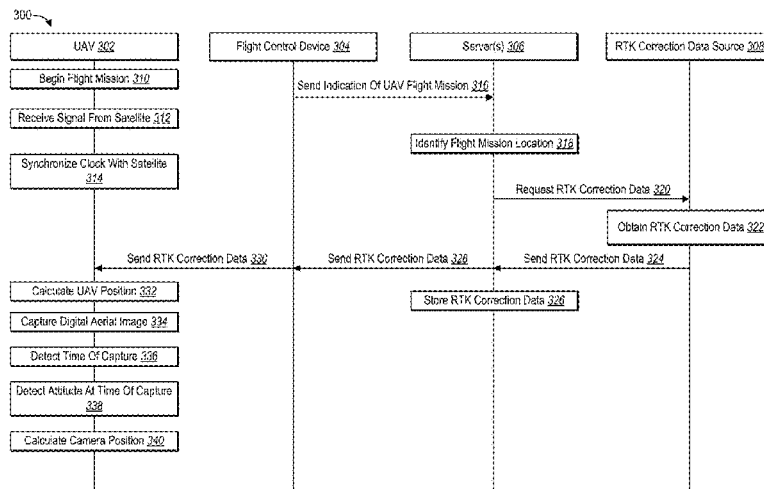 300
UAV 302
Flight Control Device 304
Server(s) 306
RTK Correction Data Source 308
Begin Flight Mission 310
Send Indication Of UAV Flight Mission 316
Receive Signal From Satellite 312
Identify Flight Mission Location 318
Synchronize Clock With Satellite
314
Request RTK Correction Data 320
Obtain RTK Correction Data 322
Send RTK Correction Data 330
Send RTK Correction Data 328
Send RTK Correction Data 324
Calculate UAV Position 332
Store RTK Correction Data 326
Capture Digital Aerial Image 334
Detect Time Of Capture 336
Detect Attitude At Time Of Capture
338
Calculate Camera Position 340